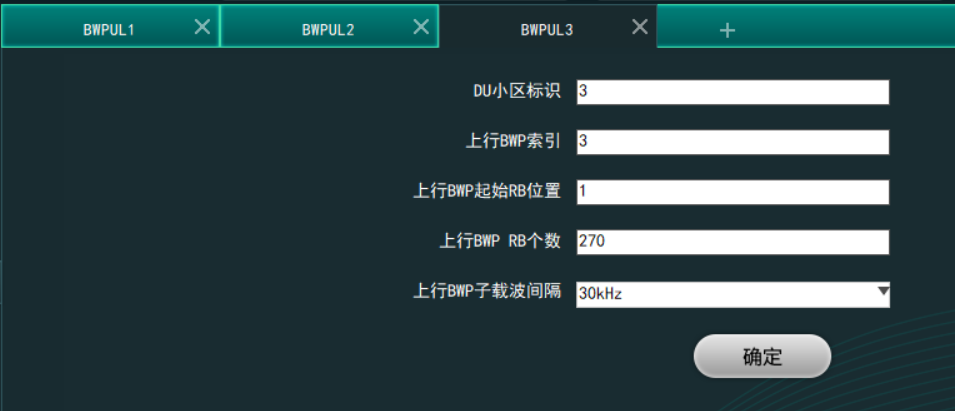 BWPUL1 × BWPUL2 × BWPUL3 × +
DU小区标识 3
上行BWP索引 3
上行BWP起始RB位置 1
上行BWP RB个数 270
上行BWP子载波间隔 30kHz
确定